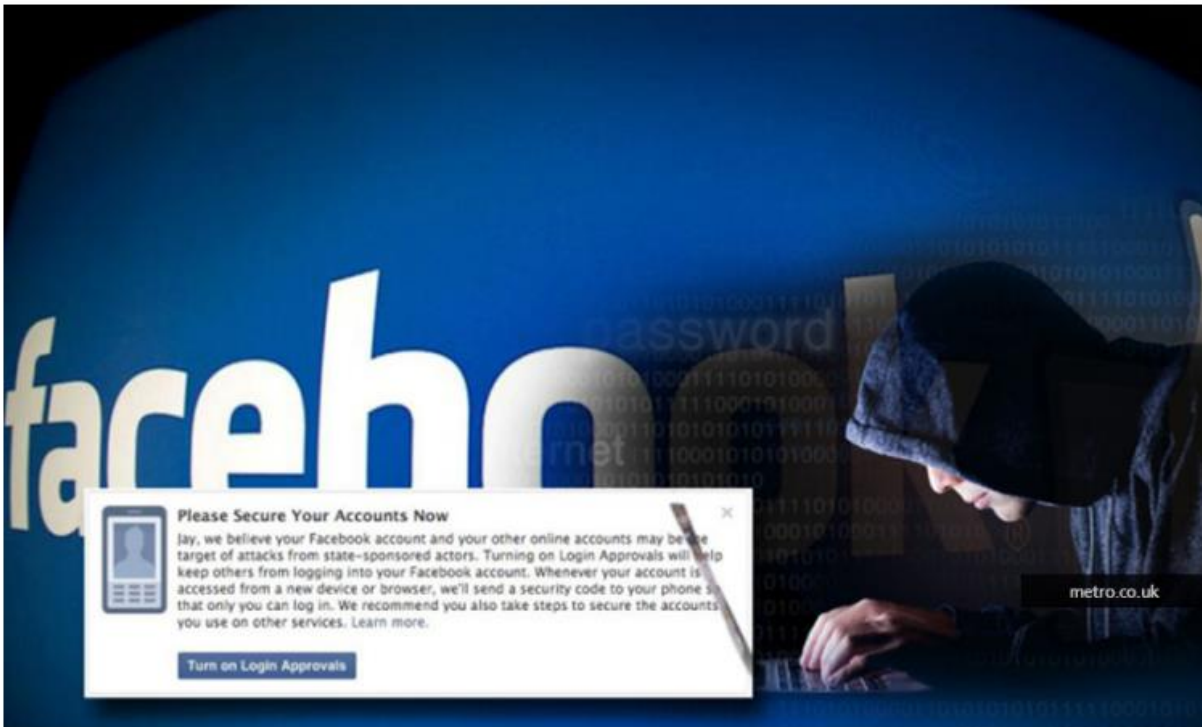 facebook
password
ernet
Please Secure Your Accounts Now
Jay, we believe your Facebook account and your other online accounts may be the
target of attacks from state-sponsored actors. Turning on Login Approvals will help
keep others from logging into your Facebook account. Whenever your account is
accessed from a new device or browser, we'll send a security code to your phone so
that only you can log in. We recommend you also take steps to secure the accounts
you use on other services. Learn more.
Turn on Login Approvals
metro.co.uk